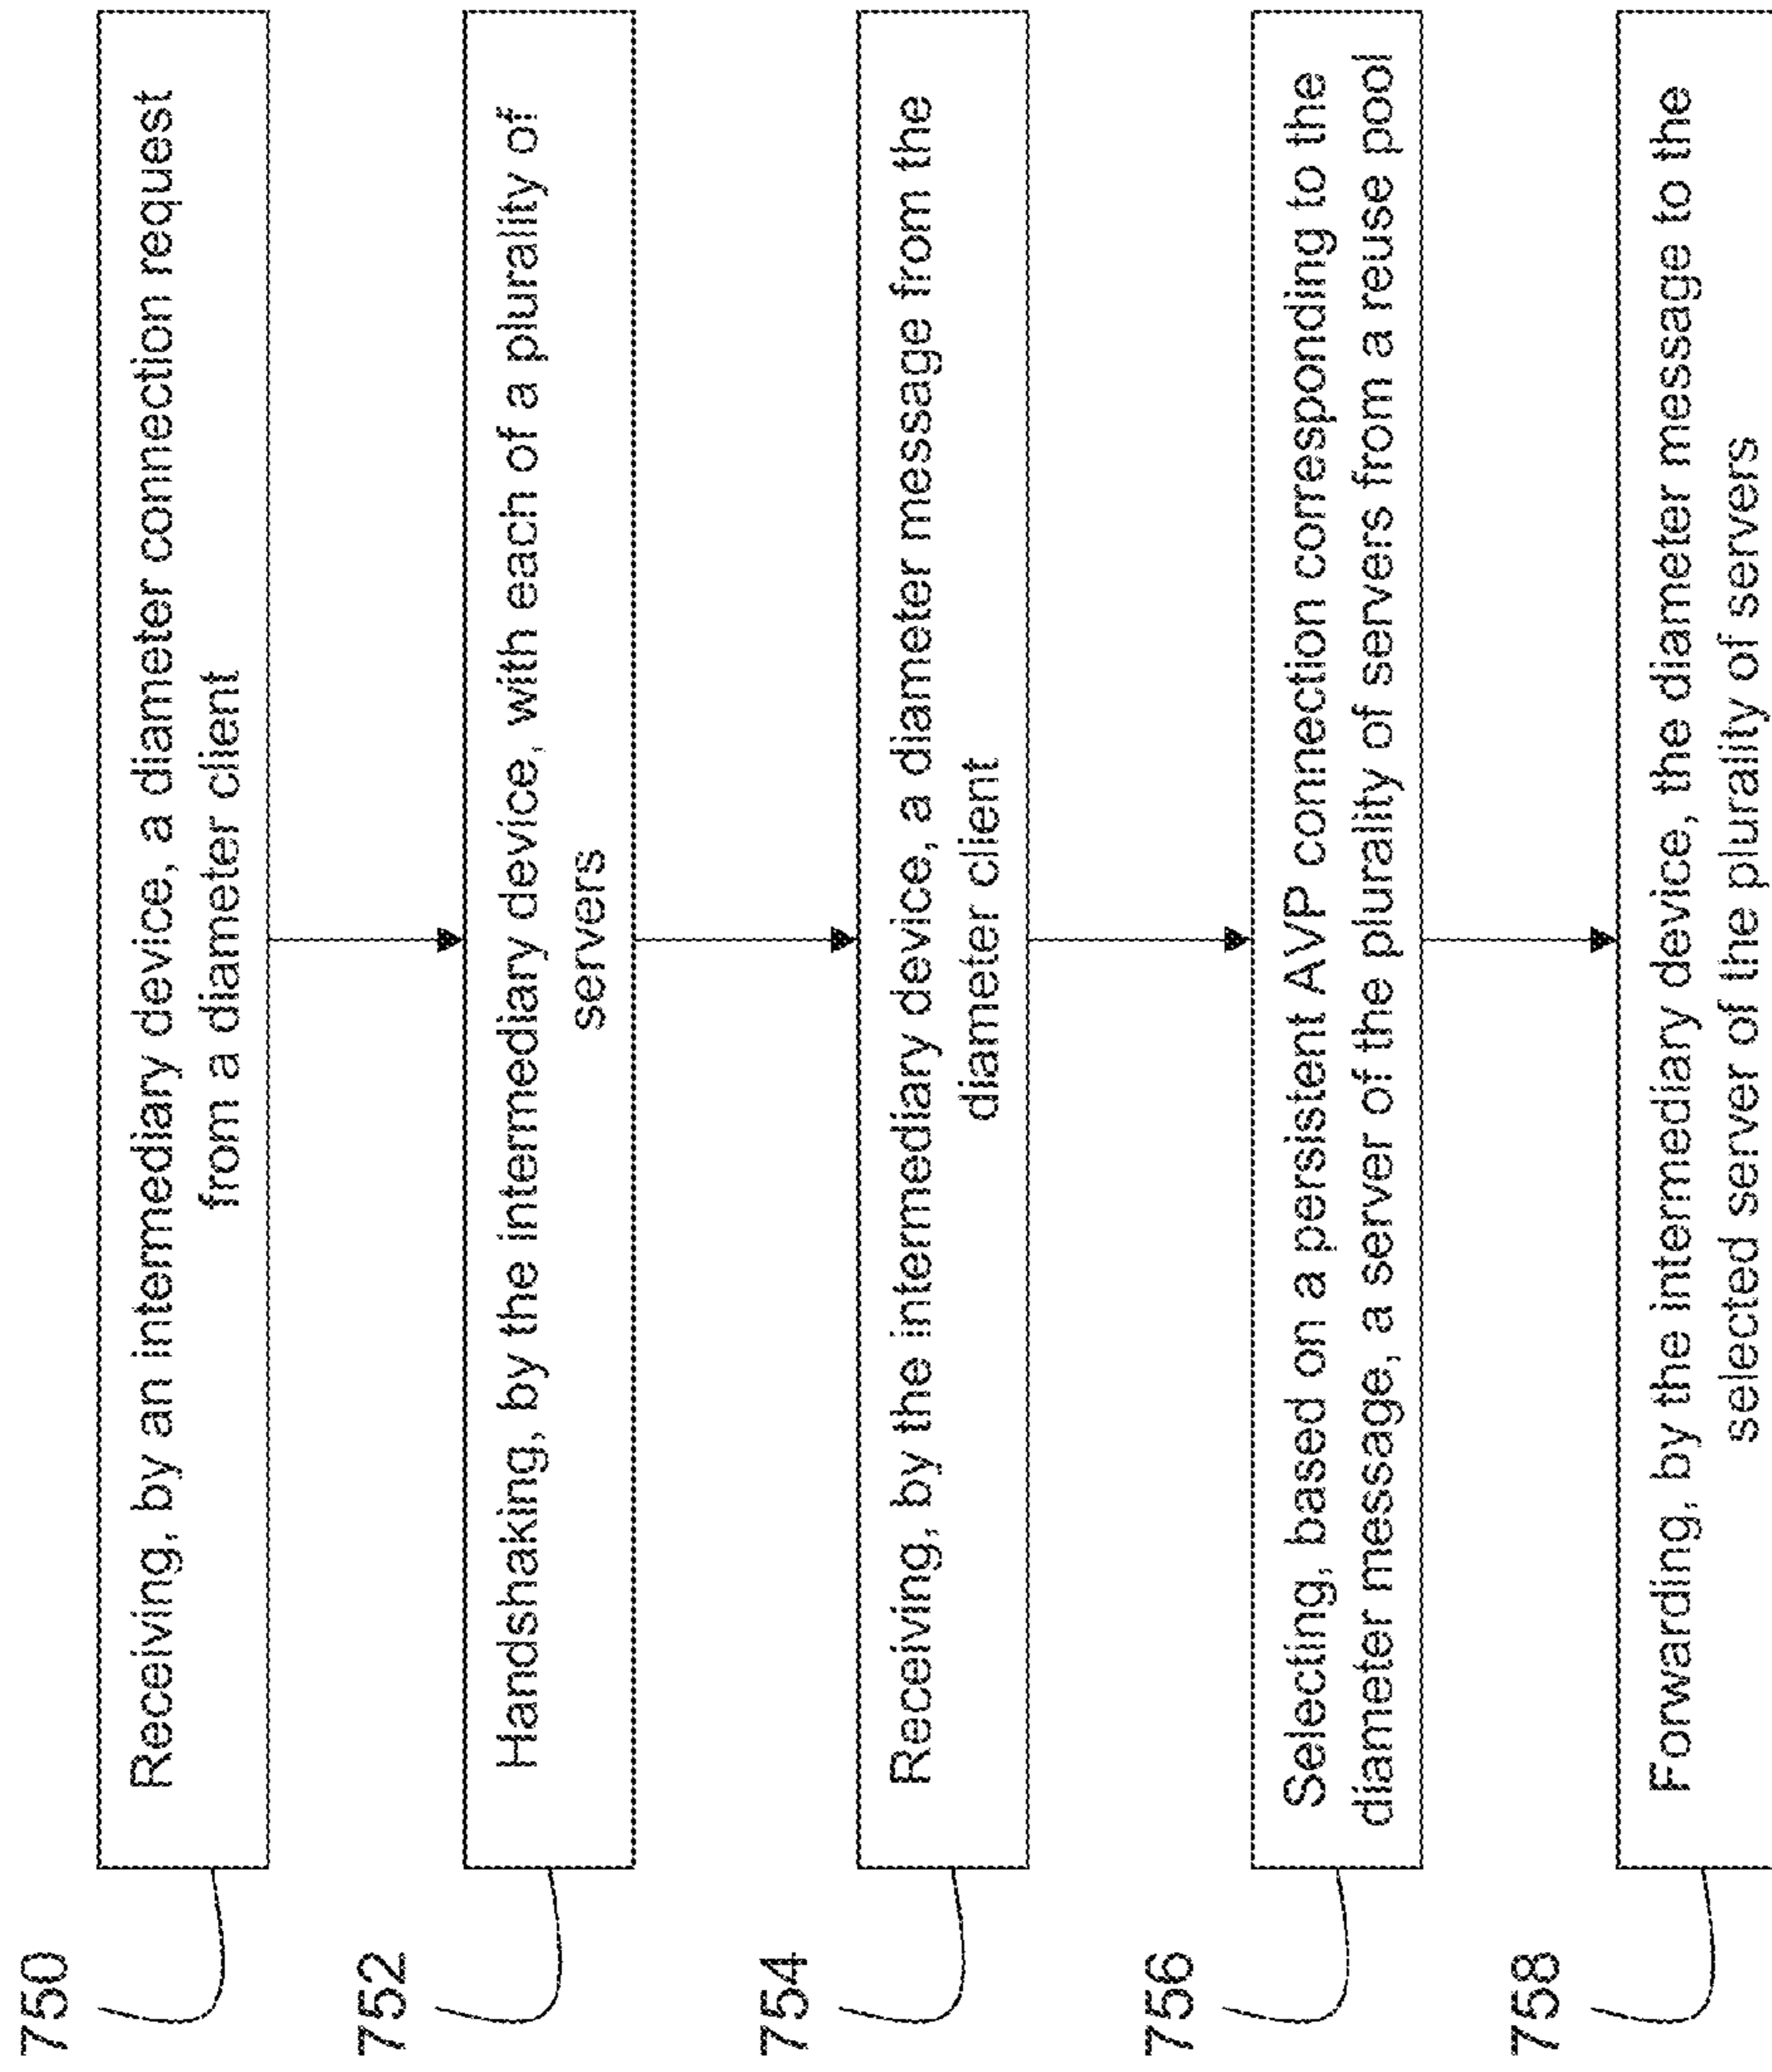 750
Receiving, by an intermediary device, a diameter connection request
from a diameter client
752
Handshaking, by the intermediary device, with each of a plurality of
servers
754
Receiving, by the intermediary device, a diameter message from the
diameter client
756
Selecting, based on a persistent AVP connection corresponding to the
diameter message, a server of the plurality of servers from a reuse pool
758
Forwarding, by the intermediary device, the diameter message to the
selected server of the plurality of servers